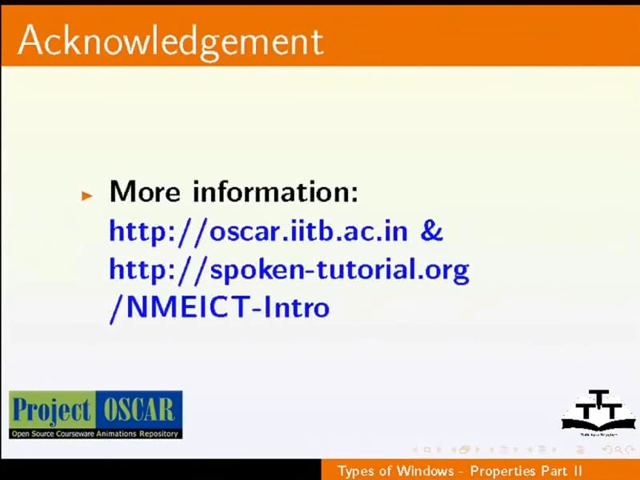 Acknowledgement
More information:
http://oscar.iitb.ac.in &
http://spoken-tutorial.org
/NMEICT-Intro
Project OSCAR
Open Source Courseware Animations Repository
Types of Windows - Properties Part II